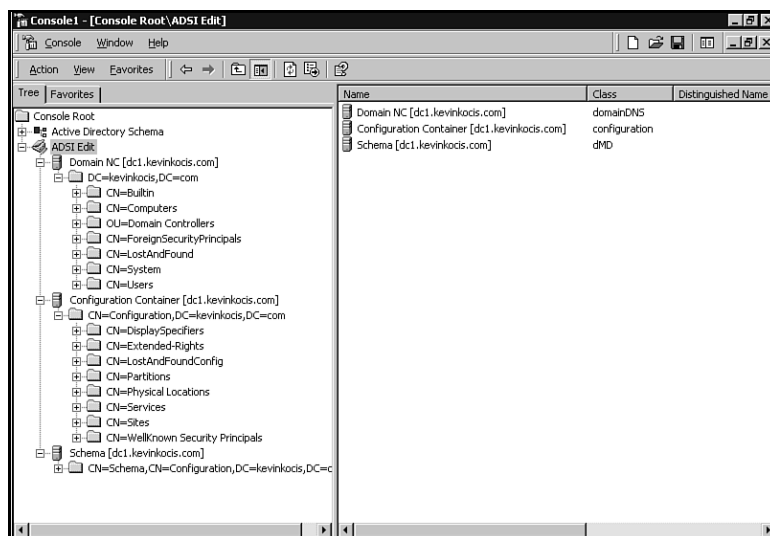 Console1 - [Console Root\ADSI Edit]
Console Window Help
Action View Favorites
Tree Favorites
Console Root
Active Directory Schema
ADSI Edit
Domain NC [dc1.kevinkocis.com]
DC=kevinkocis,DC=com
CN=Builtin
CN=Computers
OU=Domain Controllers
CN=ForeignSecurityPrincipals
CN=LostAndFound
CN=System
CN=Users
Configuration Container [dc1.kevinkocis.com]
CN=Configuration,DC=kevinkocis,DC=com
CN=DisplaySpecifiers
CN=Extended-Rights
CN=LostAndFoundConfig
CN=Partitions
CN=Physical Locations
CN=Services
CN=Sites
CN=WellKnown Security Principals
Schema [dc1.kevinkocis.com]
CN=Schema,CN=Configuration,DC=kevinkocis,DC=c
Name Class Distinguished Name
Domain NC [dc1.kevinkocis.com] domainDNS
Configuration Container [dc1.kevinkocis.com] configuration
Schema [dc1.kevinkocis.com] dMD